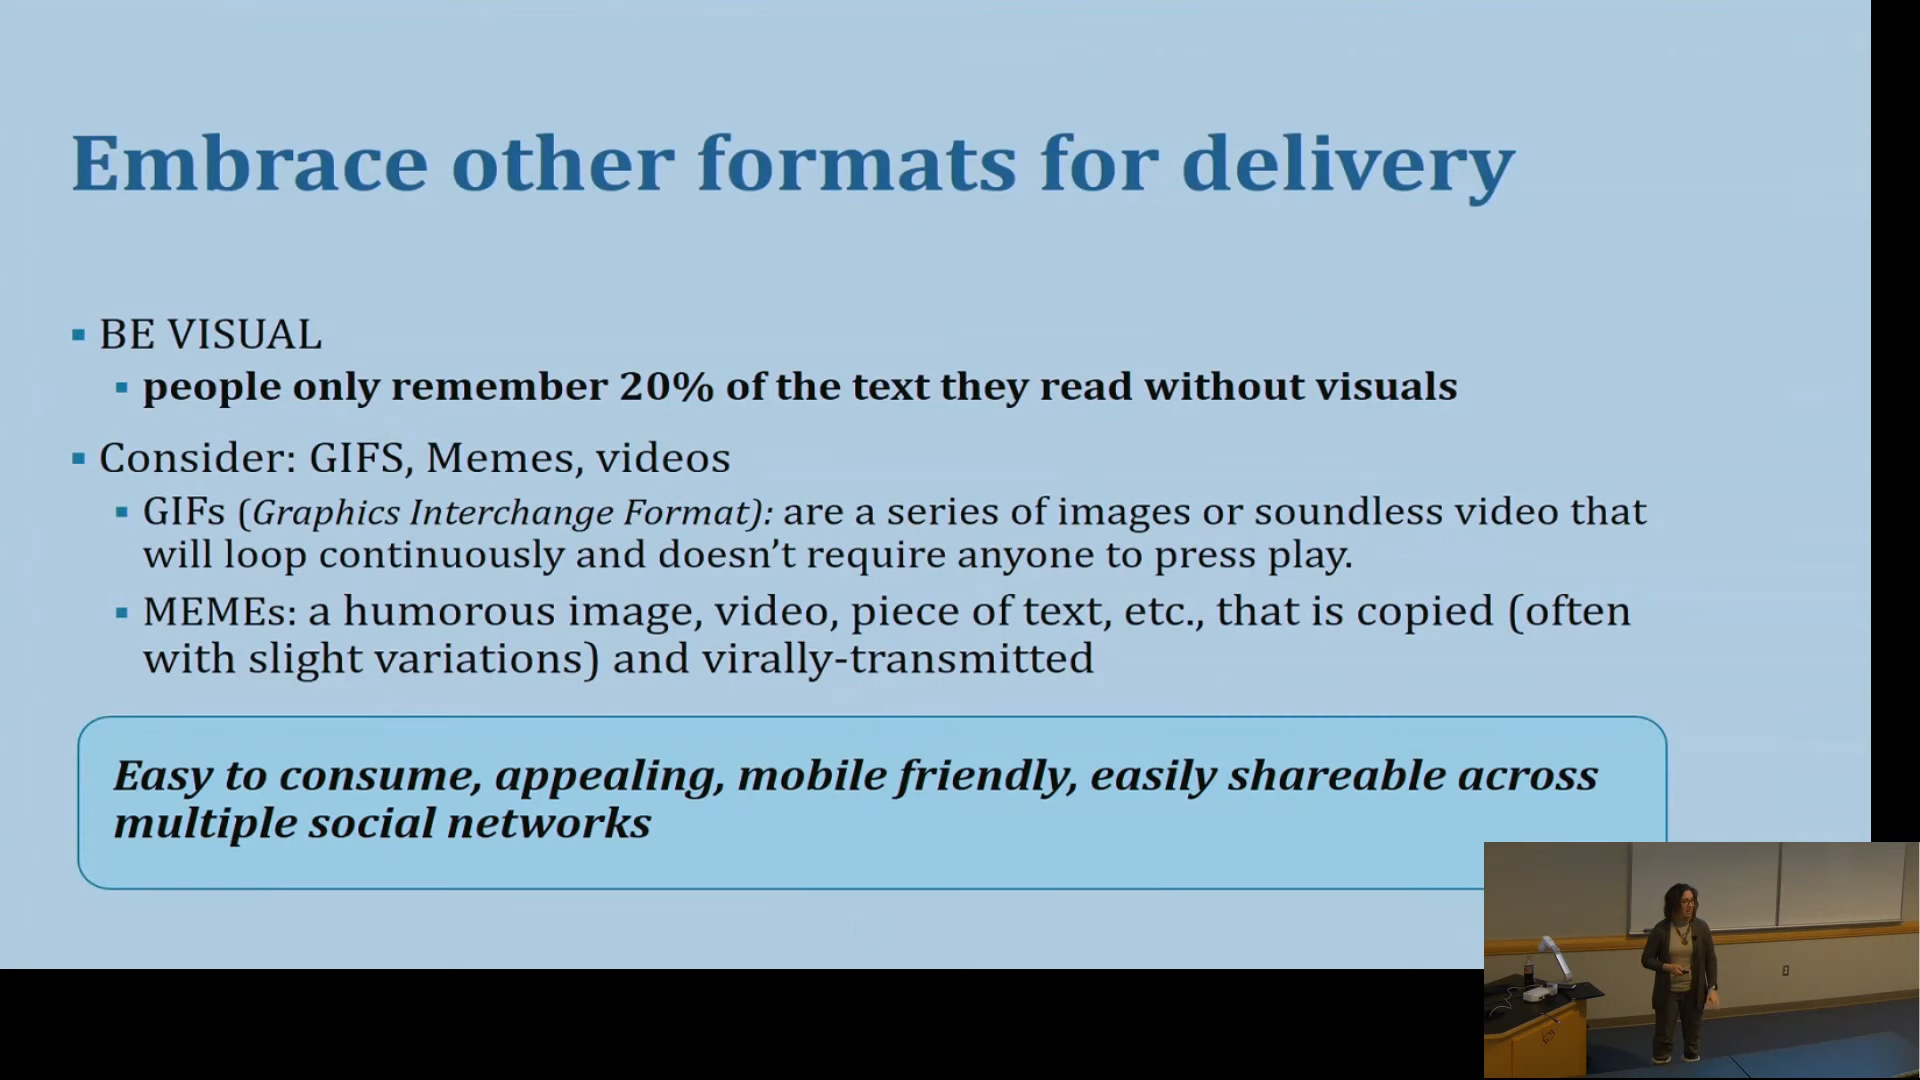 Embrace other formats for delivery
▪ BE VISUAL
▪ people only remember 20% of the text they read without visuals
▪ Consider: GIFS, Memes, videos
▪ GIFs (Graphics Interchange Format): are a series of images or soundless video that
will loop continuously and doesn’t require anyone to press play.
▪ MEMEs: a humorous image, video, piece of text, etc., that is copied (often
with slight variations) and virally-transmitted
Easy to consume, appealing, mobile friendly, easily shareable across
multiple social networks